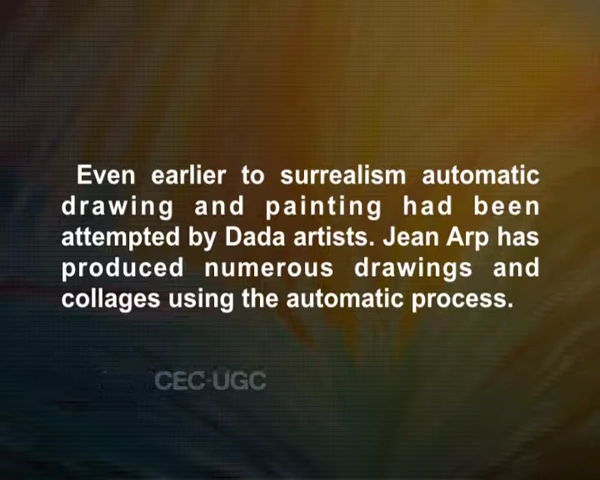 Even earlier to surrealism automatic
drawing and painting had been
attempted by Dada artists. Jean Arp has
produced numerous drawings and
collages using the automatic process.
CEC-UGC